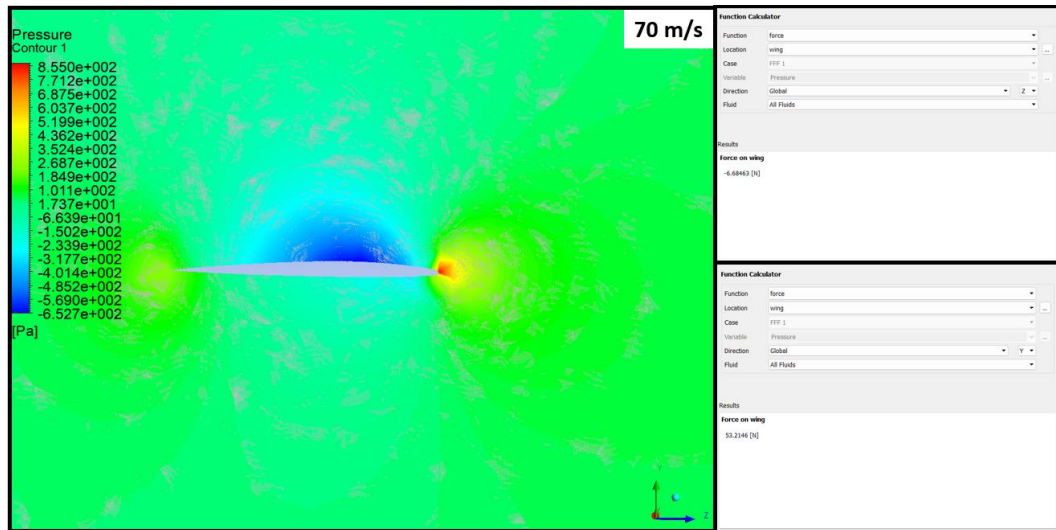 70 m/s
Pressure
Contour 1
8.550e+002
7.712e+002
6.875e+002
6.037e+002
5.199e+002
4.362e+002
3.524e+002
2.687e+002
1.849e+002
1.011e+002
1.737e+001
-6.639e+001
-1.502e+002
-2.339e+002
-3.177e+002
-4.014e+002
-4.852e+002
-5.690e+002
-6.527e+002
[Pa]
Y
Z
Function Calculator
Function force
Location wing ...
Case FFF 1
Variable Pressure ...
Direction Global Z
Fluid All Fluids
Results
Force on wing
-6.68463 [N]
Function Calculator
Function force
Location wing ...
Case FFF 1
Variable Pressure ...
Direction Global Y
Fluid All Fluids
Results
Force on wing
53.2146 [N]